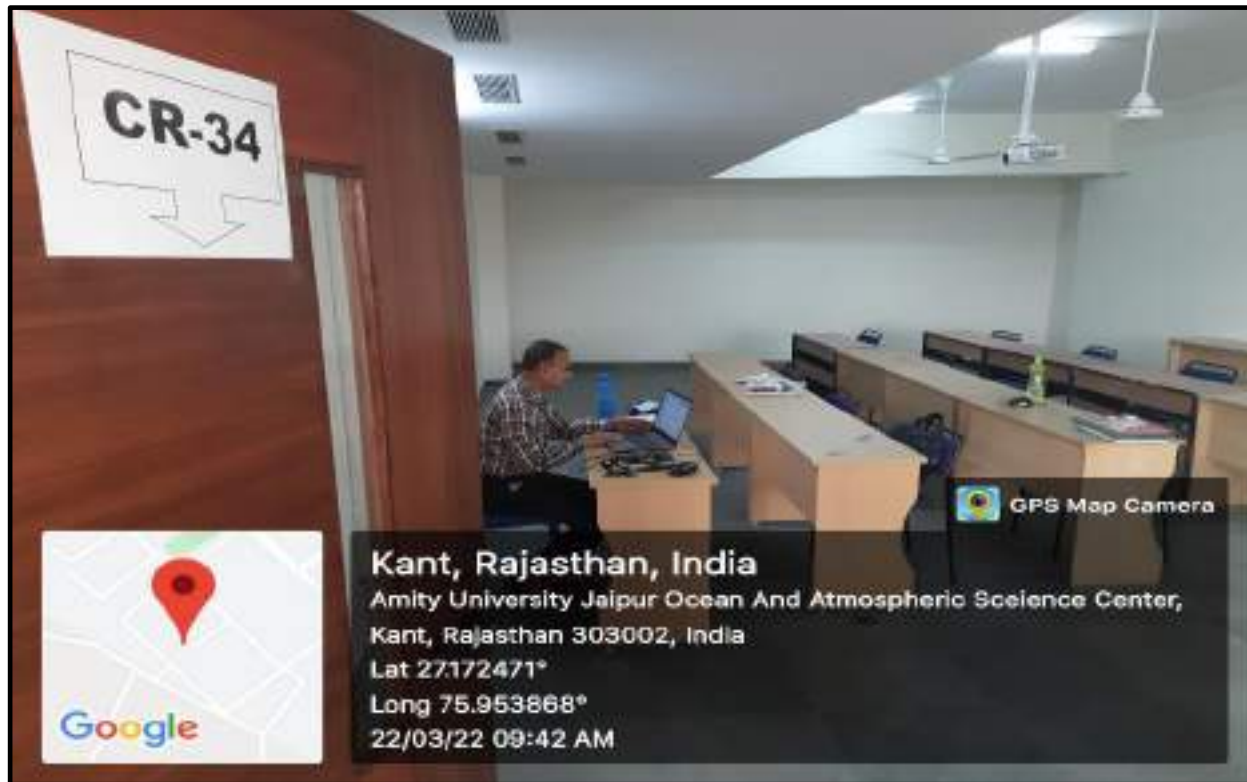 CR-34
GPS Map Camera
Kant, Rajasthan, India
Amity University Jaipur Ocean And Atmospheric Sceience Center,
Kant, Rajasthan 303002, India
Lat 27.172471°
Long 75.953868°
22/03/22 09:42 AM
Google